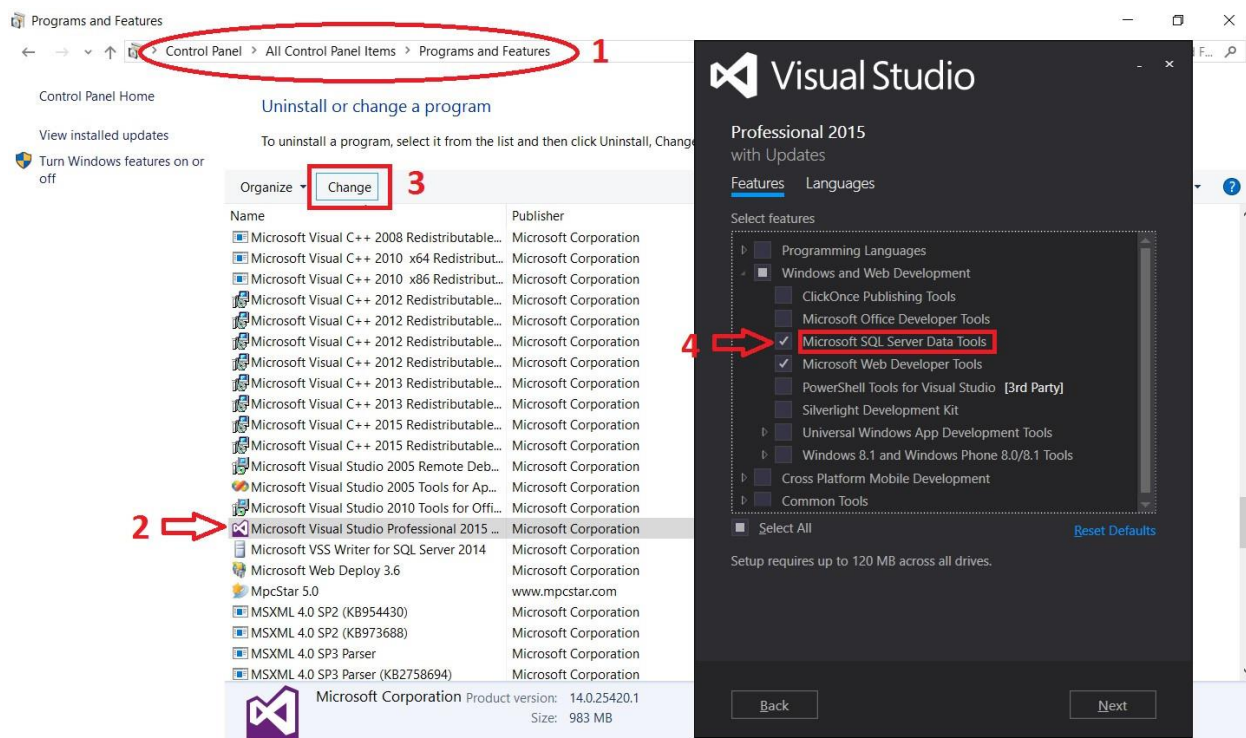 Programs and Features
Control Panel > All Control Panel Items > Programs and Features
1
F...
Control Panel Home
View installed updates
Turn Windows features on or
off
Uninstall or change a program
To uninstall a program, select it from the list and then click Uninstall, Change
Organize
Change
3
?
Name Publisher
Microsoft Visual C++ 2008 Redistributable... Microsoft Corporation
Microsoft Visual C++ 2010 x64 Redistribut... Microsoft Corporation
Microsoft Visual C++ 2010 x86 Redistribut... Microsoft Corporation
Microsoft Visual C++ 2012 Redistributable... Microsoft Corporation
Microsoft Visual C++ 2012 Redistributable... Microsoft Corporation
Microsoft Visual C++ 2012 Redistributable... Microsoft Corporation
Microsoft Visual C++ 2012 Redistributable... Microsoft Corporation
Microsoft Visual C++ 2013 Redistributable... Microsoft Corporation
Microsoft Visual C++ 2013 Redistributable... Microsoft Corporation
Microsoft Visual C++ 2015 Redistributable... Microsoft Corporation
Microsoft Visual C++ 2015 Redistributable... Microsoft Corporation
Microsoft Visual Studio 2005 Remote Deb... Microsoft Corporation
Microsoft Visual Studio 2005 Tools for Ap... Microsoft Corporation
Microsoft Visual Studio 2010 Tools for Offi... Microsoft Corporation
2
Microsoft Visual Studio Professional 2015 ... Microsoft Corporation
Microsoft VSS Writer for SQL Server 2014 Microsoft Corporation
Microsoft Web Deploy 3.6 Microsoft Corporation
MpcStar 5.0 www.mpcstar.com
MSXML 4.0 SP2 (KB954430) Microsoft Corporation
MSXML 4.0 SP2 (KB973688) Microsoft Corporation
MSXML 4.0 SP3 Parser Microsoft Corporation
MSXML 4.0 SP3 Parser (KB2758694) Microsoft Corporation
Microsoft Corporation Product version: 14.0.25420.1
Size: 983 MB
Visual Studio
Professional 2015
with Updates
Features Languages
Select features
Programming Languages
Windows and Web Development
ClickOnce Publishing Tools
Microsoft Office Developer Tools
4
Microsoft SQL Server Data Tools
Microsoft Web Developer Tools
PowerShell Tools for Visual Studio [3rd Party]
Silverlight Development Kit
Universal Windows App Development Tools
Windows 8.1 and Windows Phone 8.0/8.1 Tools
Cross Platform Mobile Development
Common Tools
Select All
Reset Defaults
Setup requires up to 120 MB across all drives.
Back
Next